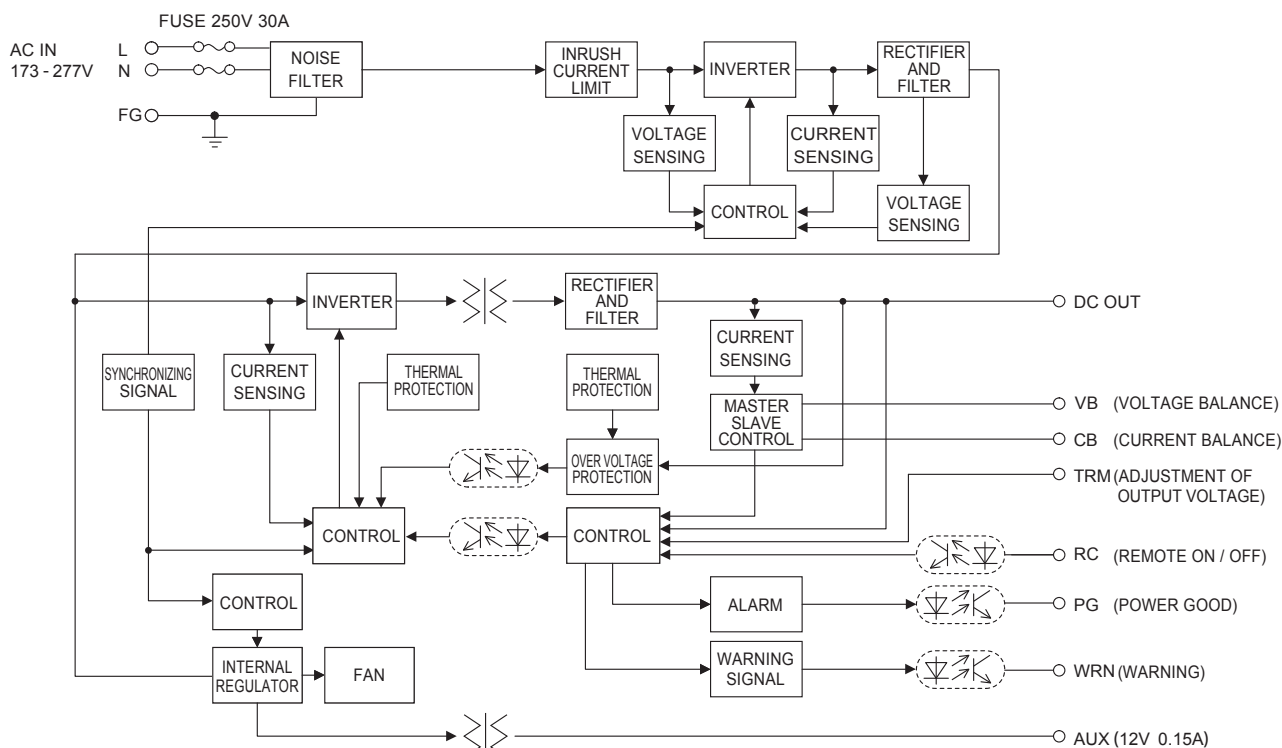 FUSE 250V 30A
AC IN
173 - 277V
L
N
FG
NOISE
FILTER
INRUSH
CURRENT
LIMIT
INVERTER
RECTIFIER
AND
FILTER
VOLTAGE
SENSING
CURRENT
SENSING
CONTROL
VOLTAGE
SENSING
INVERTER
RECTIFIER
AND
FILTER
DC OUT
SYNCHRONIZING
SIGNAL
CURRENT
SENSING
THERMAL
PROTECTION
THERMAL
PROTECTION
CURRENT
SENSING
MASTER
SLAVE
CONTROL
VB (VOLTAGE BALANCE)
CB (CURRENT BALANCE)
OVER VOLTAGE
PROTECTION
TRM (ADJUSTMENT OF
OUTPUT VOLTAGE)
CONTROL
CONTROL
RC (REMOTE ON / OFF)
CONTROL
ALARM
PG (POWER GOOD)
INTERNAL
REGULATOR
FAN
WARNING
SIGNAL
WRN (WARNING)
AUX (12V 0.15A)